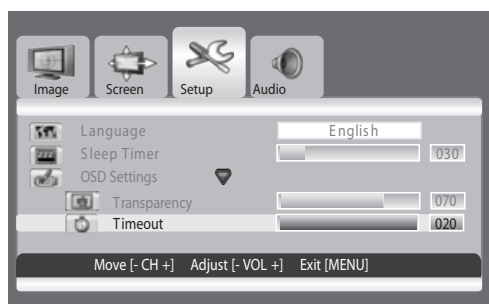 Image Screen Setup Audio
Language English
Sleep Timer 030
OSD Settings
Transparency 070
Timeout 020
Move [- CH +] Adjust [- VOL +] Exit [MENU]